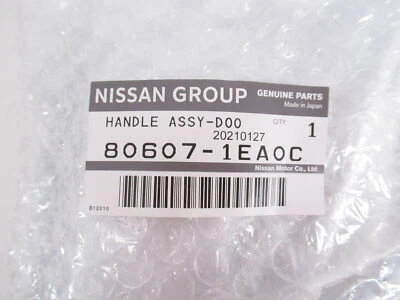 NISSAN GROUP GENUINE PARTS
Made in Japan
HANDLE ASSY-DOO QTY 1
20210127
80607-1EA0C
Nissan Motor Co., Ltd.
B12010